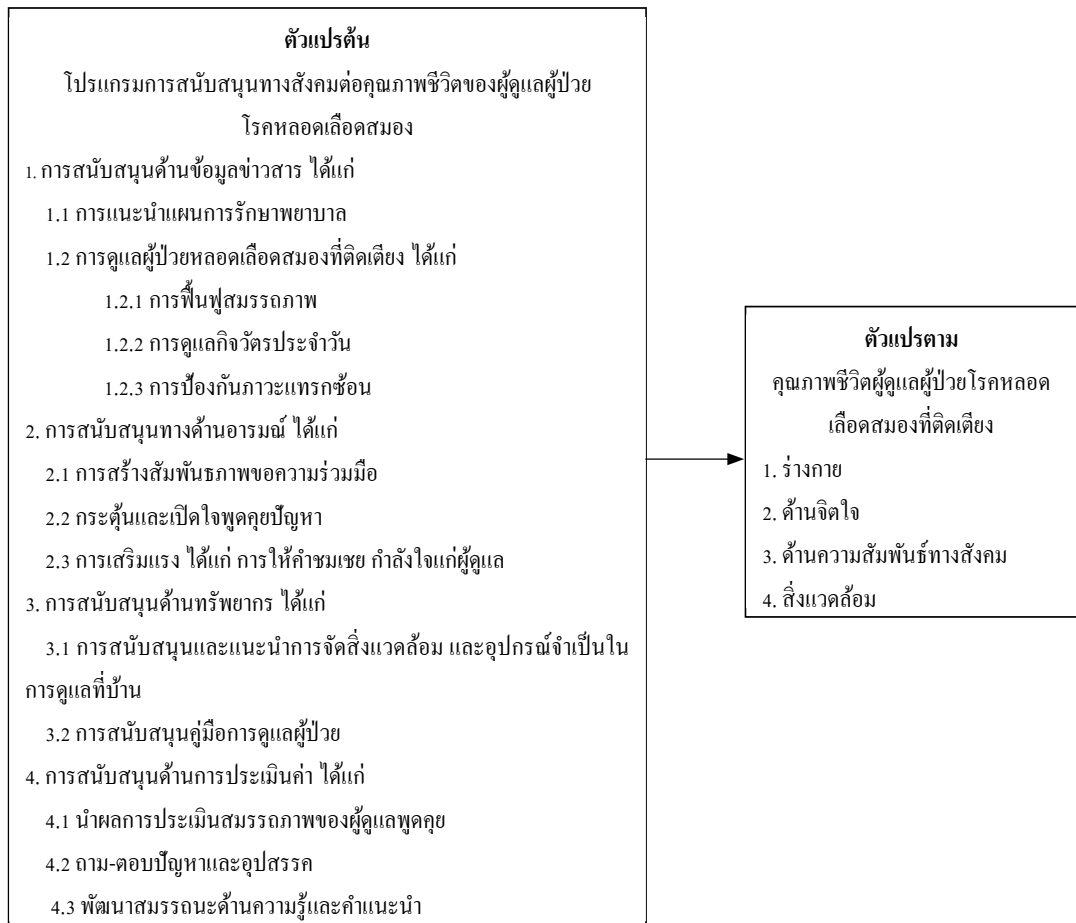 ตัวแปรต้น
โปรแกรมการสนับสนุนทางสังคมต่อคุณภาพชีวิตของผู้ดูแลผู้ป่วย
โรคหลอดเลือดสมอง
1. การสนับสนุนด้านข้อมูลข่าวสาร ได้แก่
1.1 การแนะนำแผนการรักษาพยาบาล
1.2 การดูแลผู้ป่วยหลอดเลือดสมองที่ติดเตียง ได้แก่
1.2.1 การฟื้นฟูสมรรถภาพ
1.2.2 การดูแลกิจวัตรประจำวัน
1.2.3 การป้องกันภาวะแทรกซ้อน
2. การสนับสนุนทางด้านอารมณ์ ได้แก่
2.1 การสร้างสัมพันธภาพขอความร่วมมือ
2.2 กระตุ้นและเปิดใจพูดคุยปัญหา
2.3 การเสริมแรง ได้แก่ การให้คำชมเชย กำลังใจแก่ผู้ดูแล
3. การสนับสนุนด้านทรัพยากร ได้แก่
3.1 การสนับสนุนและแนะนำการจัดสิ่งแวดล้อม และอุปกรณ์จำเป็นใน
การดูแลที่บ้าน
3.2 การสนับสนุนคู่มือการดูแลผู้ป่วย
4. การสนับสนุนด้านการประเมินค่า ได้แก่
4.1 นำผลการประเมินสมรรถภาพของผู้ดูแลพูดคุย
4.2 ถาม-ตอบปัญหาและอุปสรรค
4.3 พัฒนาสมรรถนะด้านความรู้และคำแนะนำ
ตัวแปรตาม
คุณภาพชีวิตผู้ดูแลผู้ป่วยโรคหลอด
เลือดสมองที่ติดเตียง
1. ร่างกาย
2. ด้านจิตใจ
3. ด้านความสัมพันธ์ทางสังคม
4. สิ่งแวดล้อม